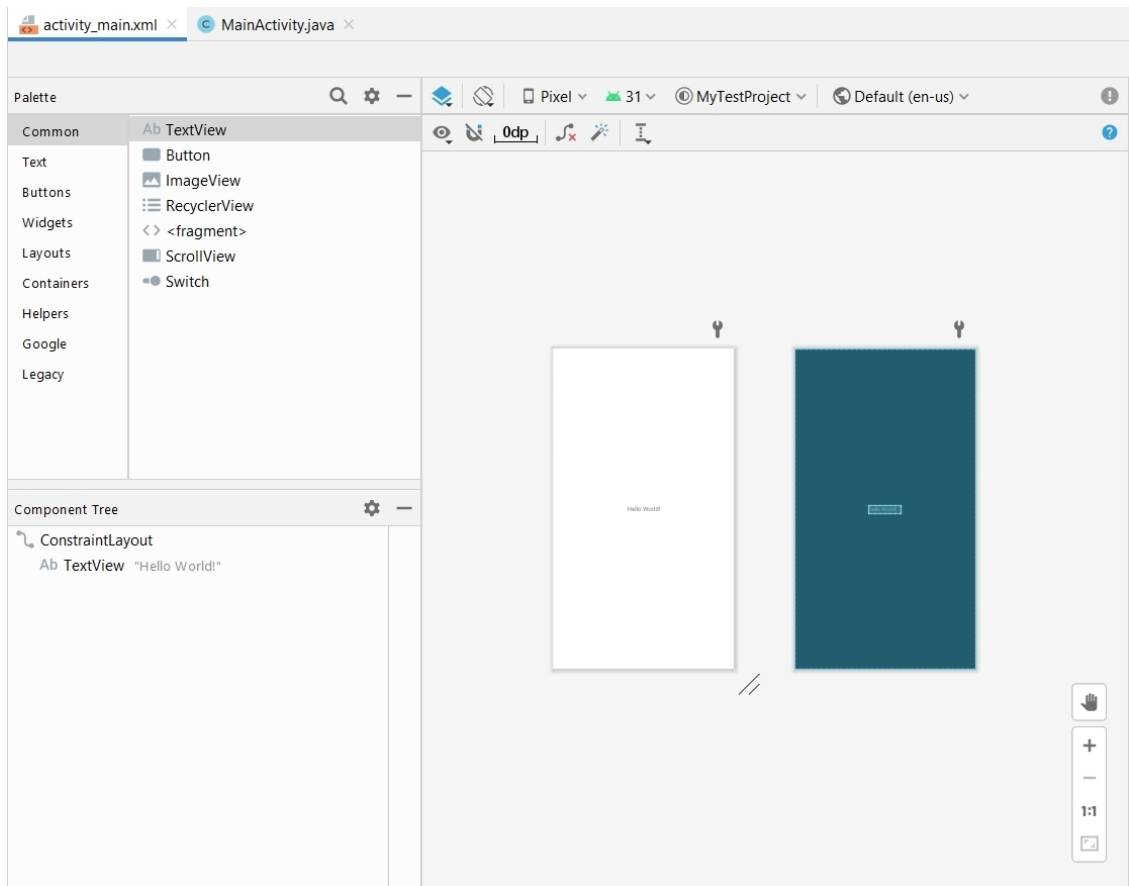 activity_main.xml
MainActivity.java
Palette
Pixel
31
MyTestProject
Default (en-us)
Common
Text
Buttons
Widgets
Layouts
Containers
Helpers
Google
Legacy
Ab TextView
Button
ImageView
RecyclerView
<fragment>
ScrollView
Switch
0dp
Hello World!
Component Tree
ConstraintLayout
Ab TextView "Hello World!"
1:1